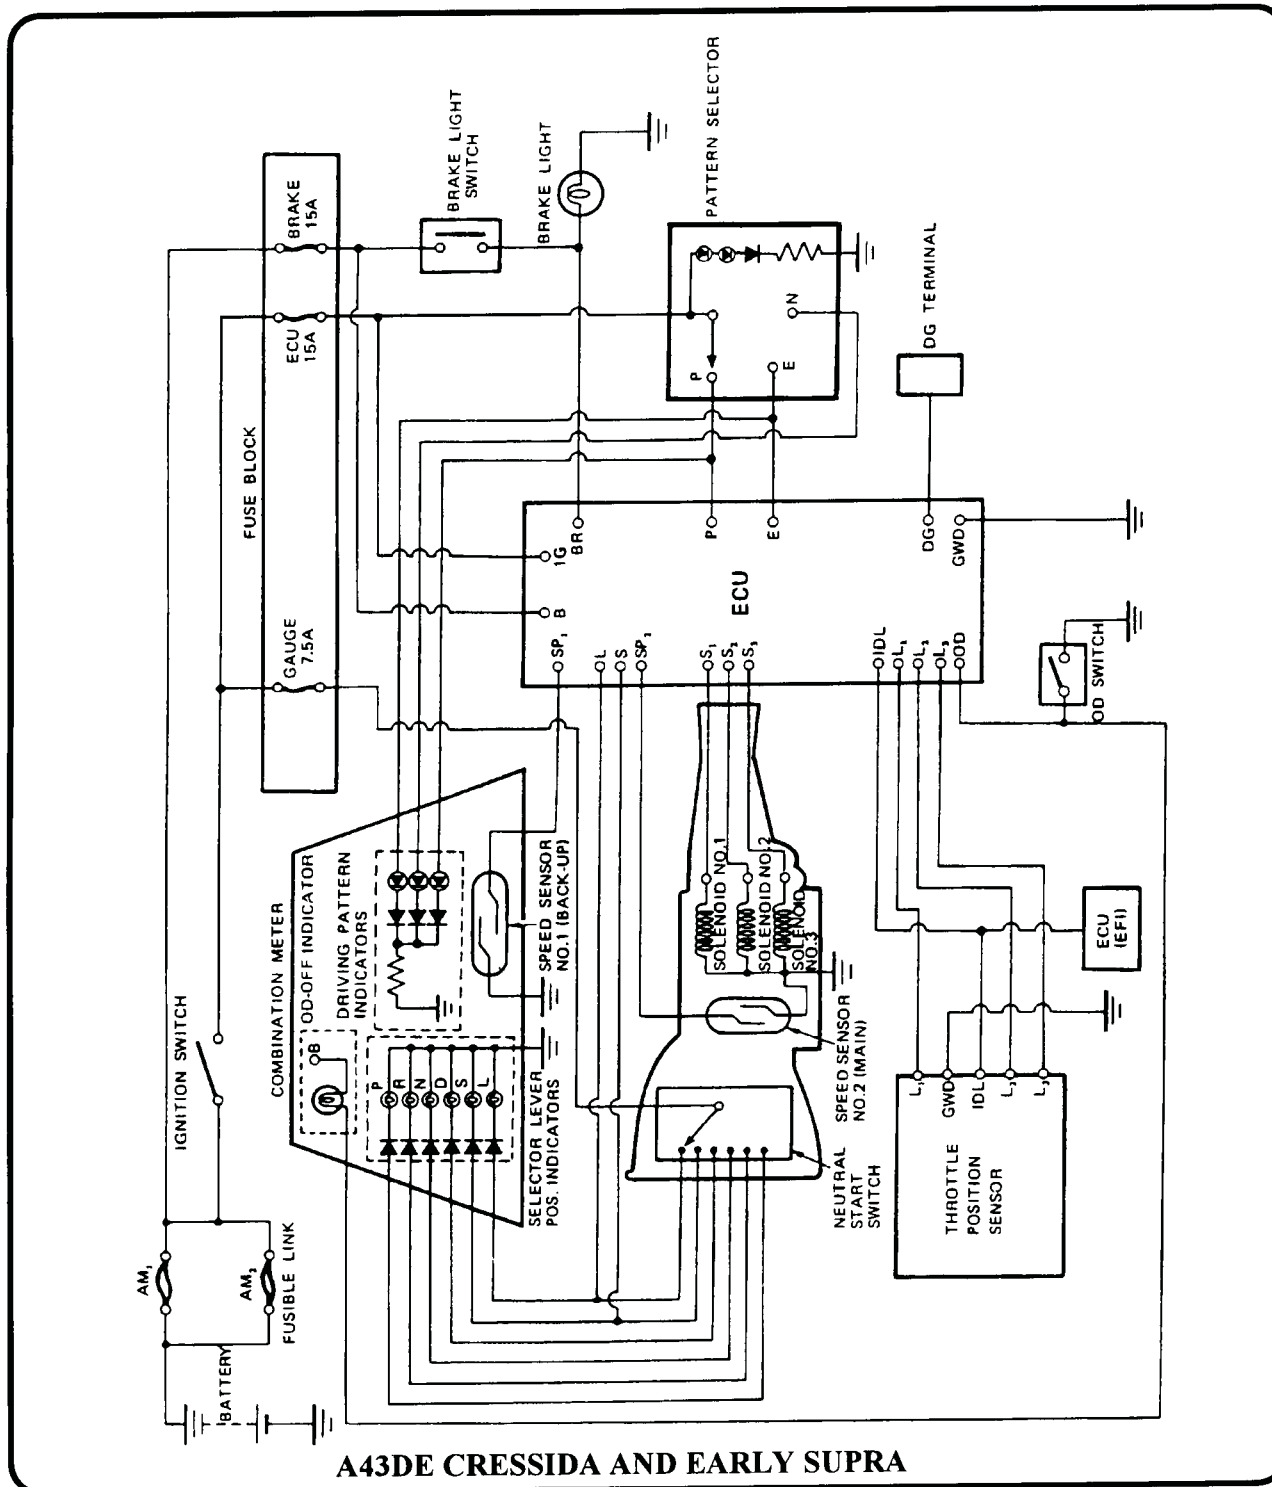 PATTERN SELECTOR
BRAKE LIGHT
SWITCH
BRAKE LIGHT
BRAKE
15A
ECU
15A
FUSE BLOCK
GAUGE
7.5A
P
E
N
DG TERMINAL
BR
IG
B
P
E
DG
GWD
ECU
SP1
L
S
SP1
S1
S2
S3
IDL
L1
L2
L3
OD
OD SWITCH
IGNITION SWITCH
COMBINATION METER
OD-OFF INDICATOR
B
DRIVING PATTERN
INDICATORS
SPEED SENSOR
NO.1 (BACK-UP)
P
R
N
D
S
L
SELECTOR LEVER
POS. INDICATORS
SOLENOID NO.1
SOLENOID NO.2
SOLENOID
NO.3
SPEED SENSOR
NO.2 (MAIN)
NEUTRAL
START
SWITCH
ECU
(EFI)
L1
GWD
IDL
L2
L3
THROTTLE
POSITION
SENSOR
AM1
AM2
FUSIBLE LINK
BATTERY
A43DE CRESSIDA AND EARLY SUPRA